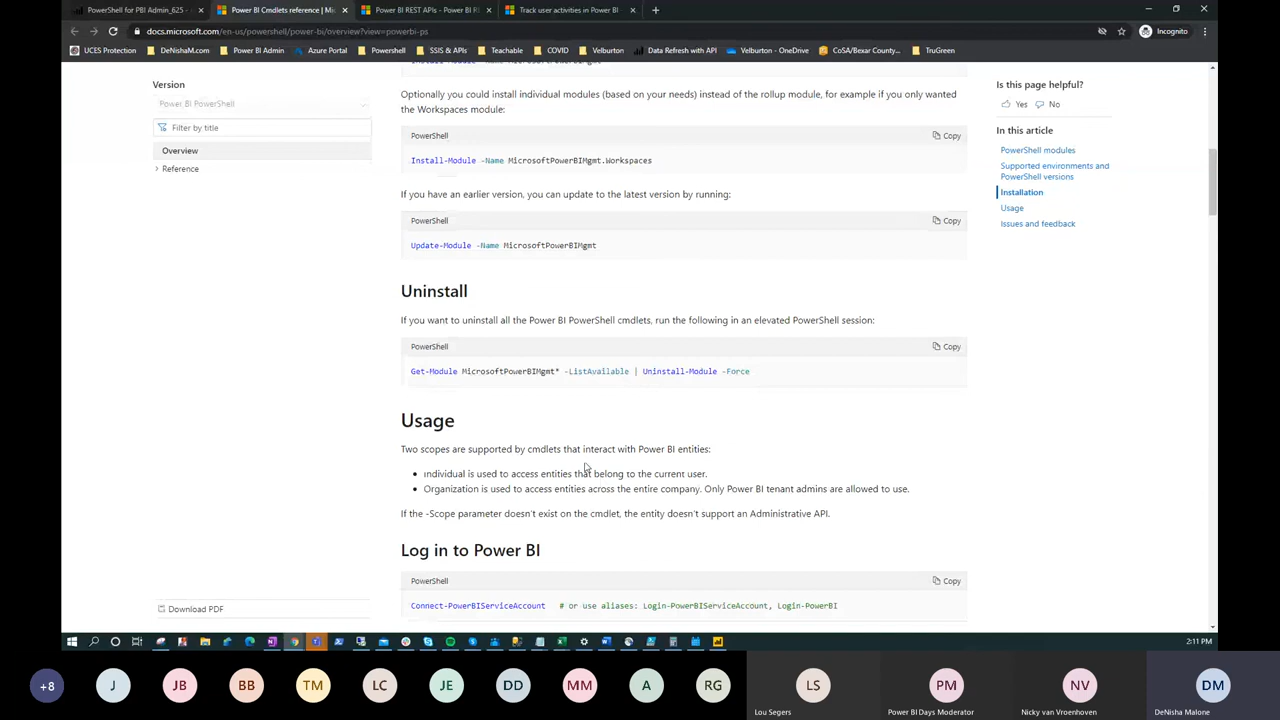 PowerShell for PBI Admin_625 -
Power BI Cmdlets reference | Mic
Power BI REST APIs – Power BI RE
Track user activities in Power BI
docs.microsoft.com/en-us/powershell/power-bi/overview?view=powerbi-ps
Incognito
UCES Protection
DeNishaM.com
Power BI Admin
Azure Portal
Powershell
SSIS & APIs
Teachable
COVID
Velburton
Data Refresh with API
Velburton - OneDrive
CoSA/Bexar County...
TruGreen
Version
Power BI PowerShell
Filter by title
Overview
Reference
Download PDF
Optionally you could install individual modules (based on your needs) instead of the rollup module, for example if you only wanted
the Workspaces module:
PowerShell
Copy
Install-Module -Name MicrosoftPowerBIMgmt.Workspaces
If you have an earlier version, you can update to the latest version by running:
PowerShell
Copy
Update-Module -Name MicrosoftPowerBIMgmt
Uninstall
If you want to uninstall all the Power BI PowerShell cmdlets, run the following in an elevated PowerShell session:
PowerShell
Copy
Get-Module MicrosoftPowerBIMgmt* -ListAvailable | Uninstall-Module -Force
Usage
Two scopes are supported by cmdlets that interact with Power BI entities:
• Individual is used to access entities that belong to the current user.
• Organization is used to access entities across the entire company. Only Power BI tenant admins are allowed to use.
If the -Scope parameter doesn't exist on the cmdlet, the entity doesn't support an Administrative API.
Log in to Power BI
PowerShell
Copy
Connect-PowerBIServiceAccount # or use aliases: Login-PowerBIServiceAccount, Login-PowerBI
Is this page helpful?
Yes
No
In this article
PowerShell modules
Supported environments and
PowerShell versions
Installation
Usage
Issues and feedback
2:11 PM
+8
J
JB
BB
TM
LC
JE
DD
MM
A
RG
LS
Lou Segers
PM
Power BI Days Moderator
NV
Nicky van Vroenhoven
DM
DeNisha Malone